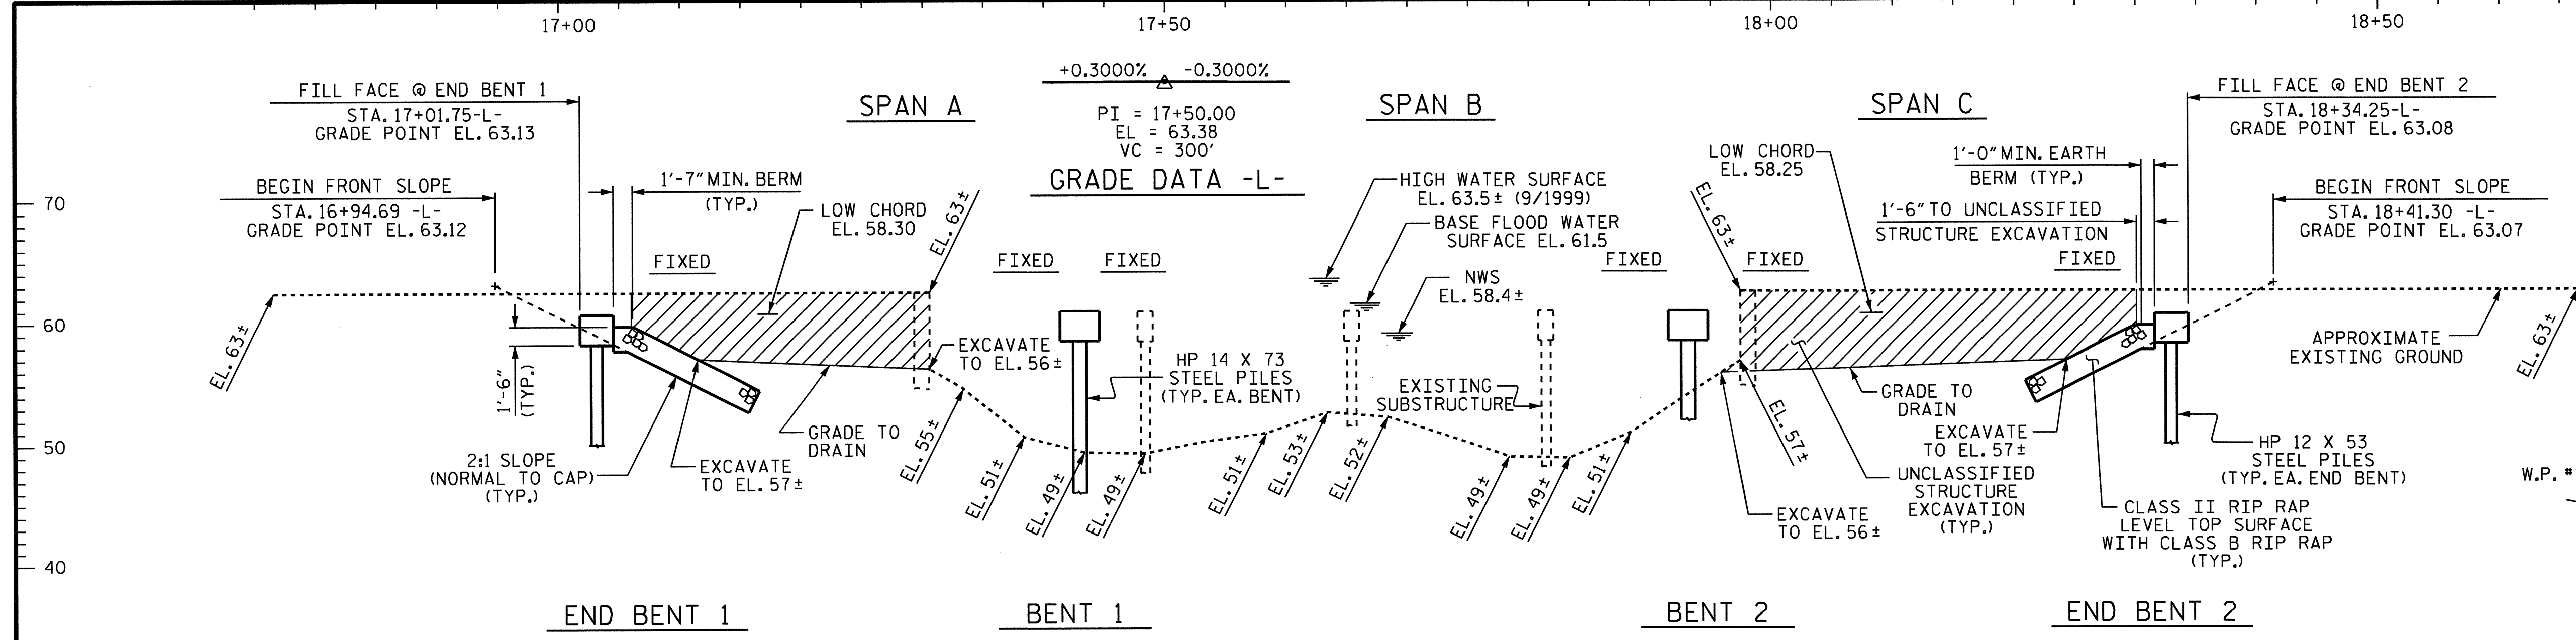 17+00
17+50
18+00
18+50
FILL FACE @ END BENT 1
STA. 17+01.75-L-
GRADE POINT EL. 63.13
SPAN A
+0.3000% -0.3000%
PI = 17+50.00
EL = 63.38
VC = 300'
GRADE DATA -L-
SPAN B
SPAN C
FILL FACE @ END BENT 2
STA. 18+34.25-L-
GRADE POINT EL. 63.08
BEGIN FRONT SLOPE
STA. 16+94.69 -L-
GRADE POINT EL. 63.12
1'-7" MIN. BERM
(TYP.)
LOW CHORD
EL. 58.30
EL. 63±
HIGH WATER SURFACE
EL. 63.5± (9/1999)
BASE FLOOD WATER
SURFACE EL. 61.5
NWS
EL. 58.4±
EL. 63±
LOW CHORD
EL. 58.25
1'-0" MIN. EARTH
BERM (TYP.)
1'-6" TO UNCLASSIFIED
STRUCTURE EXCAVATION
BEGIN FRONT SLOPE
STA. 18+41.30 -L-
GRADE POINT EL. 63.07
70
60
50
40
FIXED
FIXED
FIXED
FIXED
FIXED
FIXED
EL. 63±
1'-6"
(TYP.)
2:1 SLOPE
(NORMAL TO CAP)
(TYP.)
EXCAVATE
TO EL. 57±
GRADE TO
DRAIN
EXCAVATE
TO EL. 56±
EL. 55±
EL. 51±
EL. 49±
EL. 49±
HP 14 X 73
STEEL PILES
(TYP. EA. BENT)
EL. 51±
EL. 53±
EL. 52±
EXISTING
SUBSTRUCTURE
EL. 49±
EL. 49±
EL. 51±
EL. 57±
EXCAVATE
TO EL. 56±
UNCLASSIFIED
STRUCTURE
EXCAVATION
(TYP.)
GRADE TO
DRAIN
EXCAVATE
TO EL. 57±
CLASS II RIP RAP
LEVEL TOP SURFACE
WITH CLASS B RIP RAP
(TYP.)
HP 12 X 53
STEEL PILES
(TYP. EA. END BENT)
APPROXIMATE
EXISTING GROUND
EL. 63±
W.P. #
END BENT 1
BENT 1
BENT 2
END BENT 2